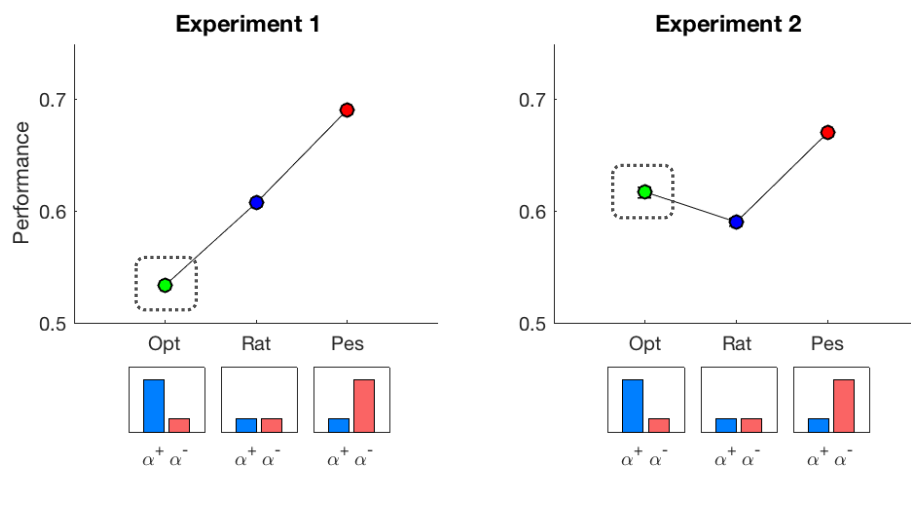 Experiment 1
Performance
0.7
0.6
0.5
Opt Rat Pes
α+ α- α+ α- α+ α-
Experiment 2
0.7
0.6
0.5
Opt Rat Pes
α+ α- α+ α- α+ α-